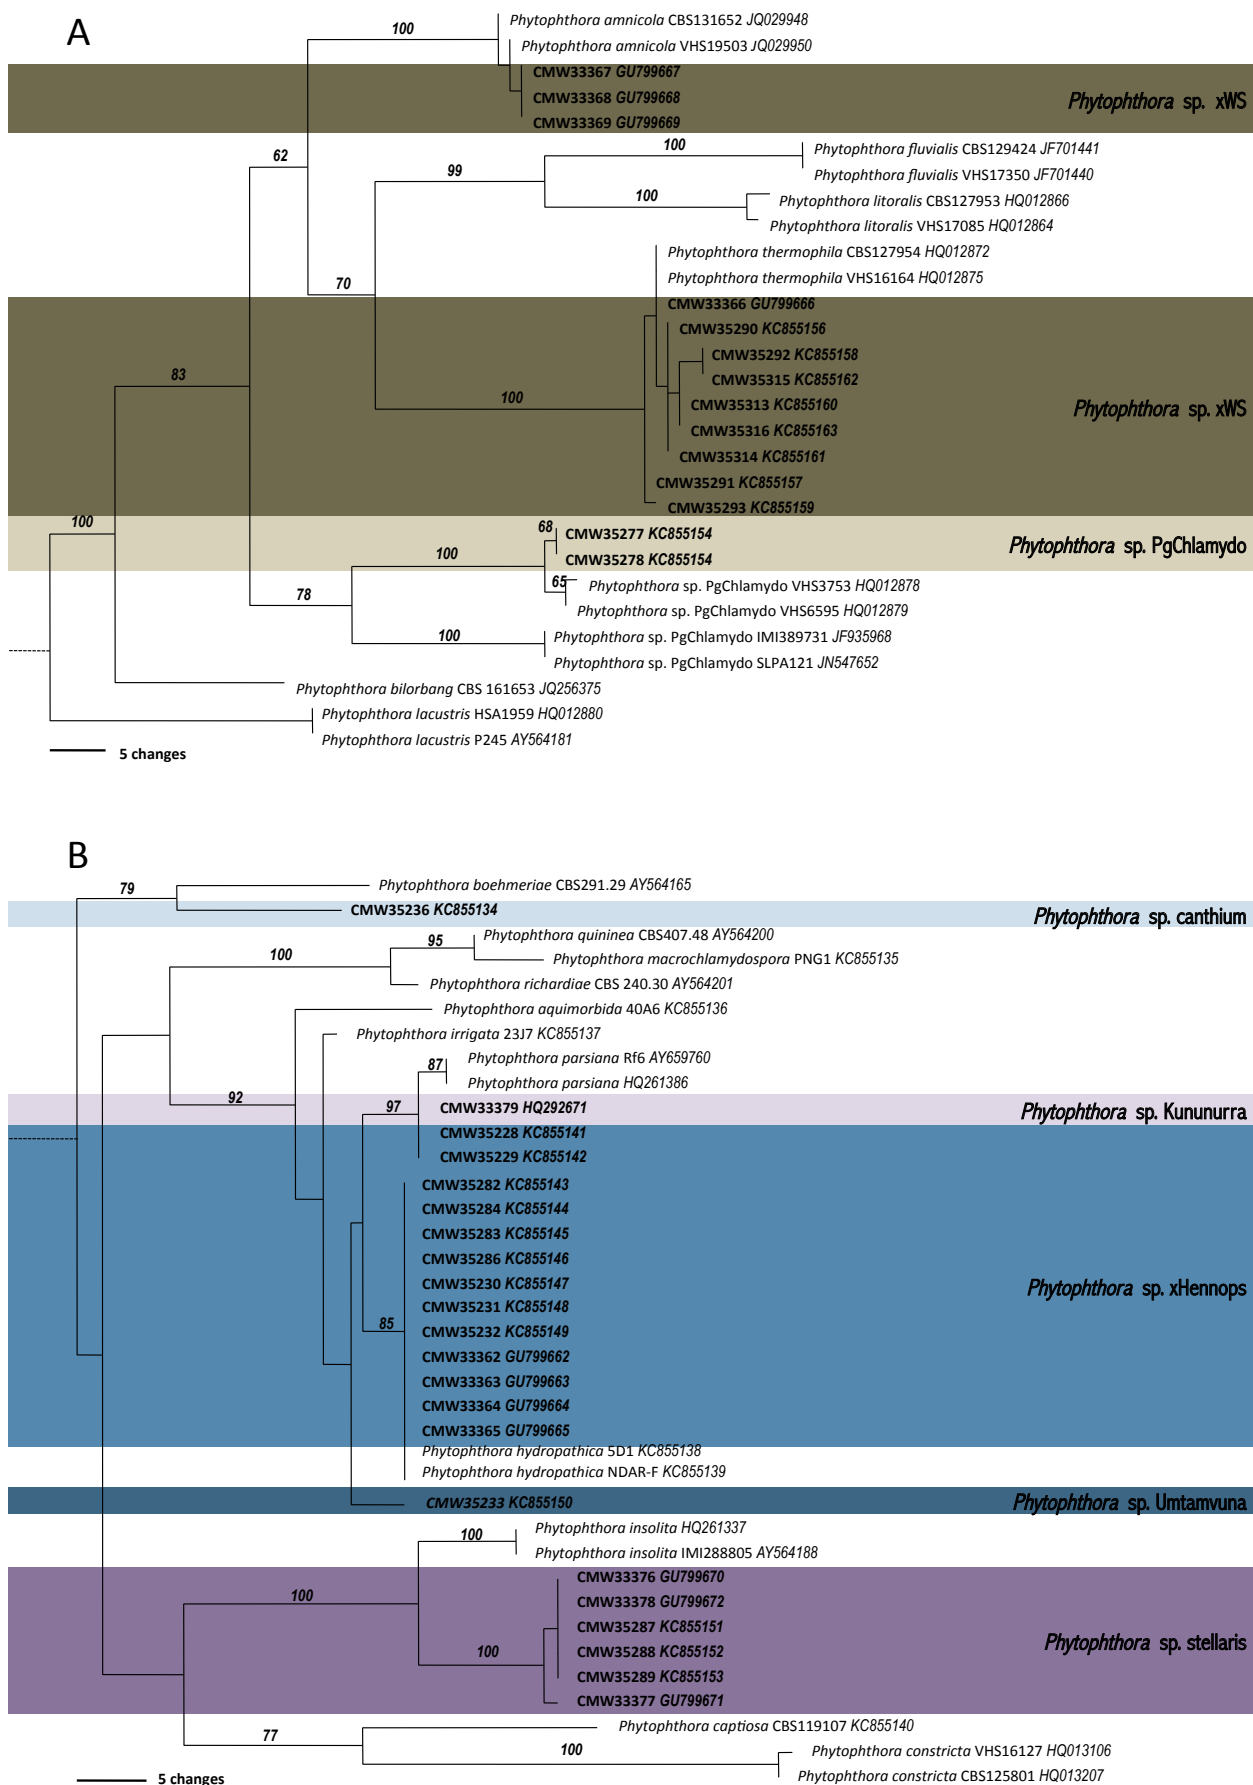 A
100
Phytophthora amnicola CBS131652 JQ029948
Phytophthora amnicola VHS19503 JQ029950
CMW33367 GU799667
CMW33368 GU799668
Phytophthora sp. xWS
CMW33369 GU799669
62
100
Phytophthora fluvialis CBS129424 JF701441
99
Phytophthora fluvialis VHS17350 JF701440
100
Phytophthora litoralis CBS127953 HQ012866
Phytophthora litoralis VHS17085 HQ012864
Phytophthora thermophila CBS127954 HQ012872
70
Phytophthora thermophila VHS16164 HQ012875
CMW33366 GU799666
CMW35290 KC855156
CMW35292 KC855158
83
CMW35315 KC855162
100
CMW35313 KC855160
Phytophthora sp. xWS
CMW35316 KC855163
CMW35314 KC855161
CMW35291 KC855157
CMW35293 KC855159
100
68
CMW35277 KC855154
Phytophthora sp. PgChlamydo
100
CMW35278 KC855154
65
Phytophthora sp. PgChlamydo VHS3753 HQ012878
78
Phytophthora sp. PgChlamydo VHS6595 HQ012879
100
Phytophthora sp. PgChlamydo IMI389731 JF935968
Phytophthora sp. PgChlamydo SLPA121 JN547652
Phytophthora bilorbang CBS 161653 JQ256375
Phytophthora lacustris HSA1959 HQ012880
Phytophthora lacustris P245 AY564181
5 changes
B
79
Phytophthora boehmeriae CBS291.29 AY564165
CMW35236 KC855134
Phytophthora sp. canthium
95
Phytophthora quininea CBS407.48 AY564200
100
Phytophthora macrochlamydospora PNG1 KC855135
Phytophthora richardiae CBS 240.30 AY564201
Phytophthora aquimorbida 40A6 KC855136
Phytophthora irrigata 23J7 KC855137
87
Phytophthora parsiana Rf6 AY659760
Phytophthora parsiana HQ261386
92
97
CMW33379 HQ292671
Phytophthora sp. Kununurra
CMW35228 KC855141
CMW35229 KC855142
CMW35282 KC855143
CMW35284 KC855144
CMW35283 KC855145
CMW35286 KC855146
CMW35230 KC855147
Phytophthora sp. xHennops
CMW35231 KC855148
85
CMW35232 KC855149
CMW33362 GU799662
CMW33363 GU799663
CMW33364 GU799664
CMW33365 GU799665
Phytophthora hydropathica 5D1 KC855138
Phytophthora hydropathica NDAR-F KC855139
CMW35233 KC855150
Phytophthora sp. Umtamvuna
100
Phytophthora insolita HQ261337
Phytophthora insolita IMI288805 AY564188
100
CMW33376 GU799670
CMW33378 GU799672
CMW35287 KC855151
100
CMW35288 KC855152
Phytophthora sp. stellaris
CMW35289 KC855153
CMW33377 GU799671
77
Phytophthora captiosa CBS119107 KC855140
100
Phytophthora constricta VHS16127 HQ013106
Phytophthora constricta CBS125801 HQ013207
5 changes